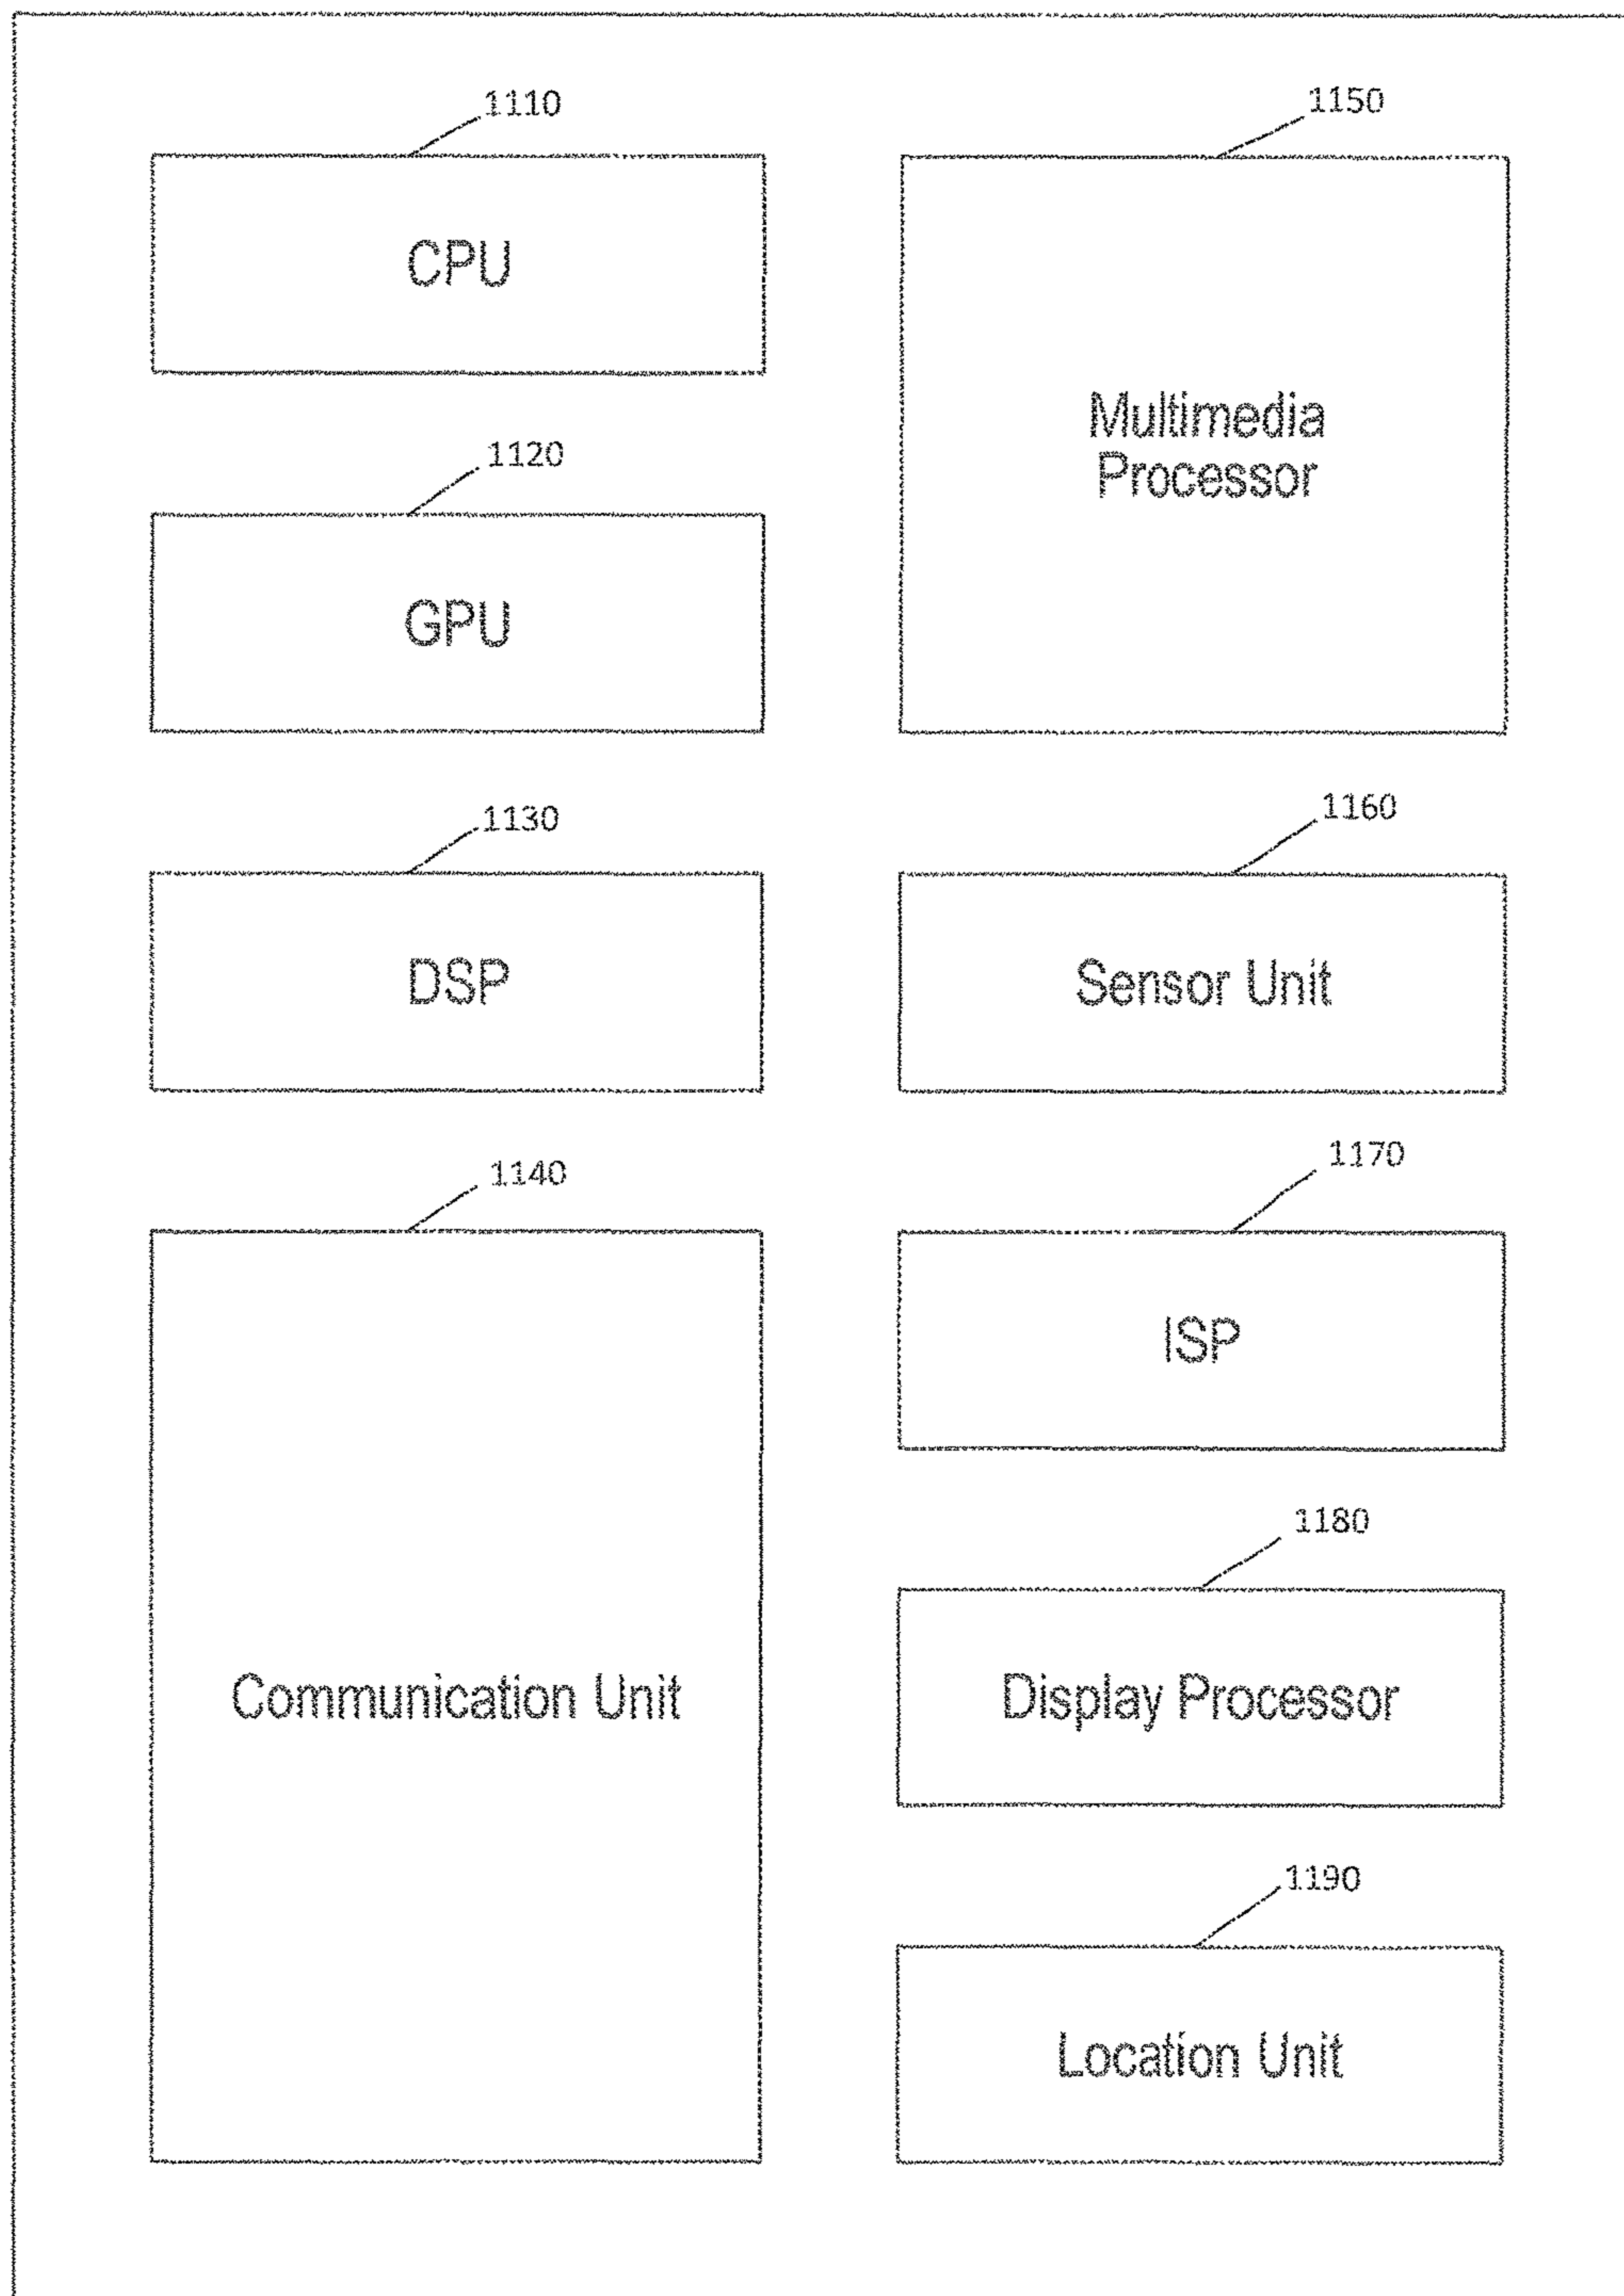 1110
CPU
1120
GPU
1130
DSP
1140
Communication Unit
1150
Multimedia
Processor
1160
Sensor Unit
1170
ISP
1180
Display Processor
1190
Location Unit